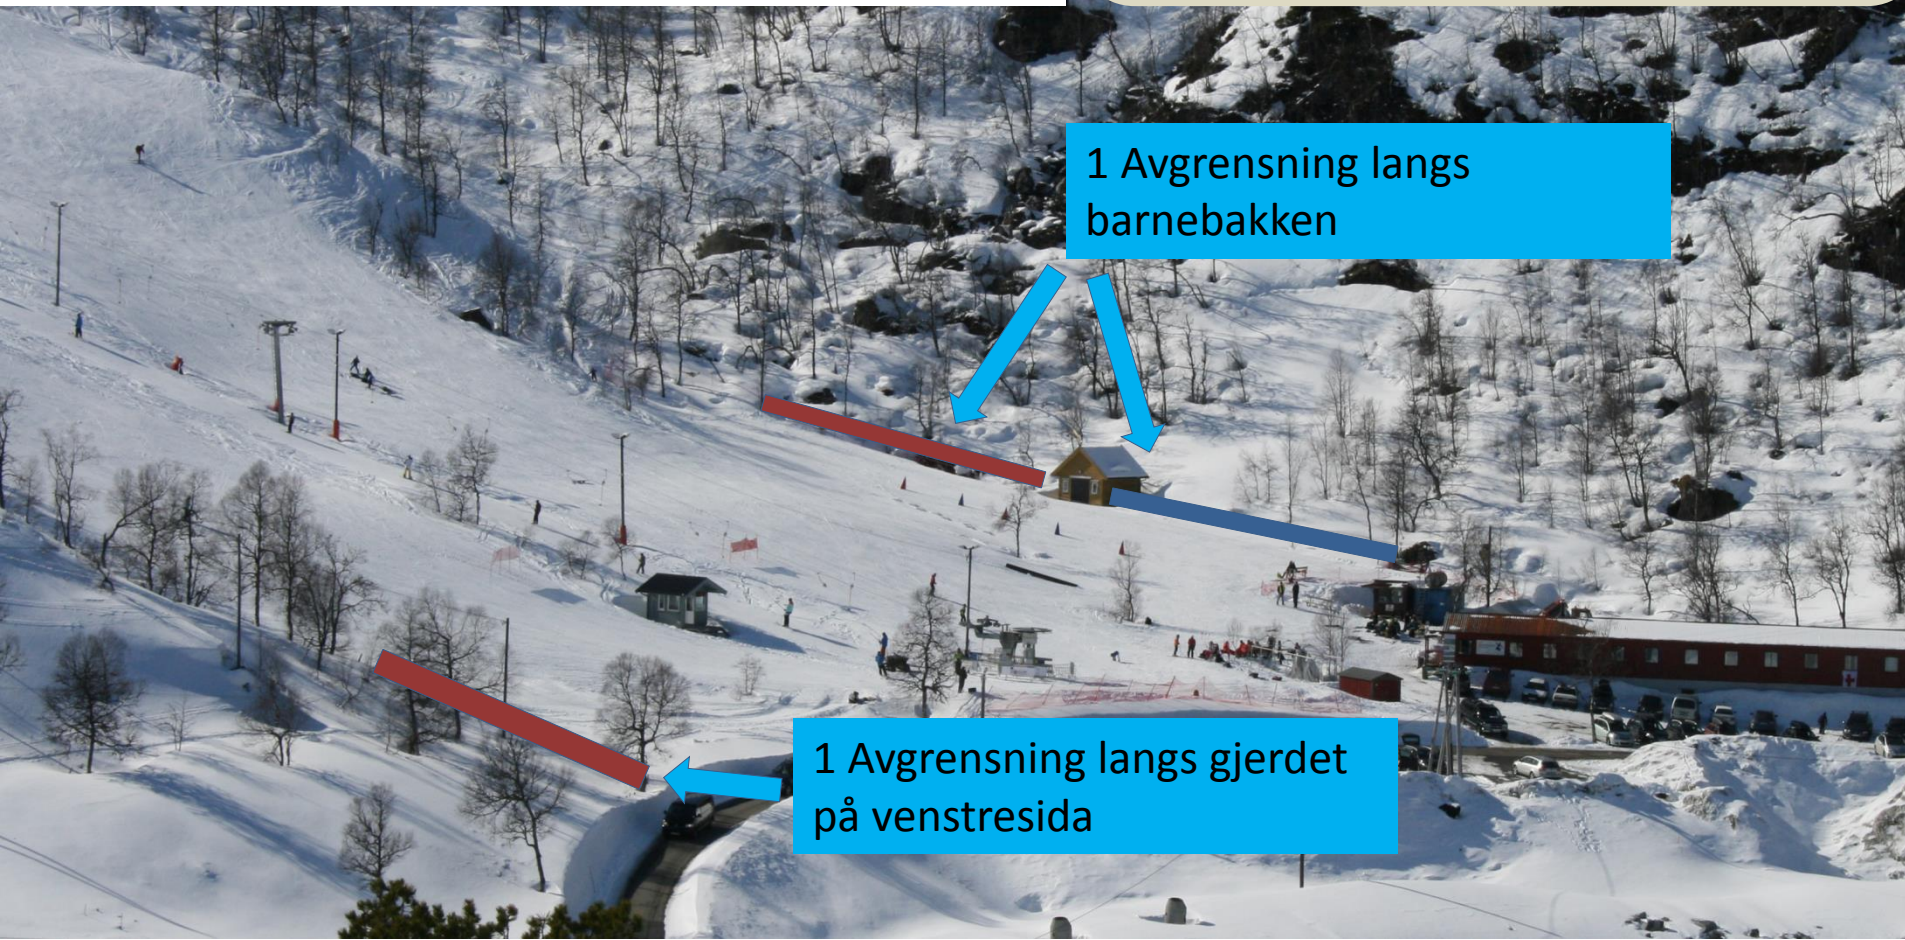 1 Avgrensning langs
barnebakken
1 Avgrensning langs gjerdet
på venstresida